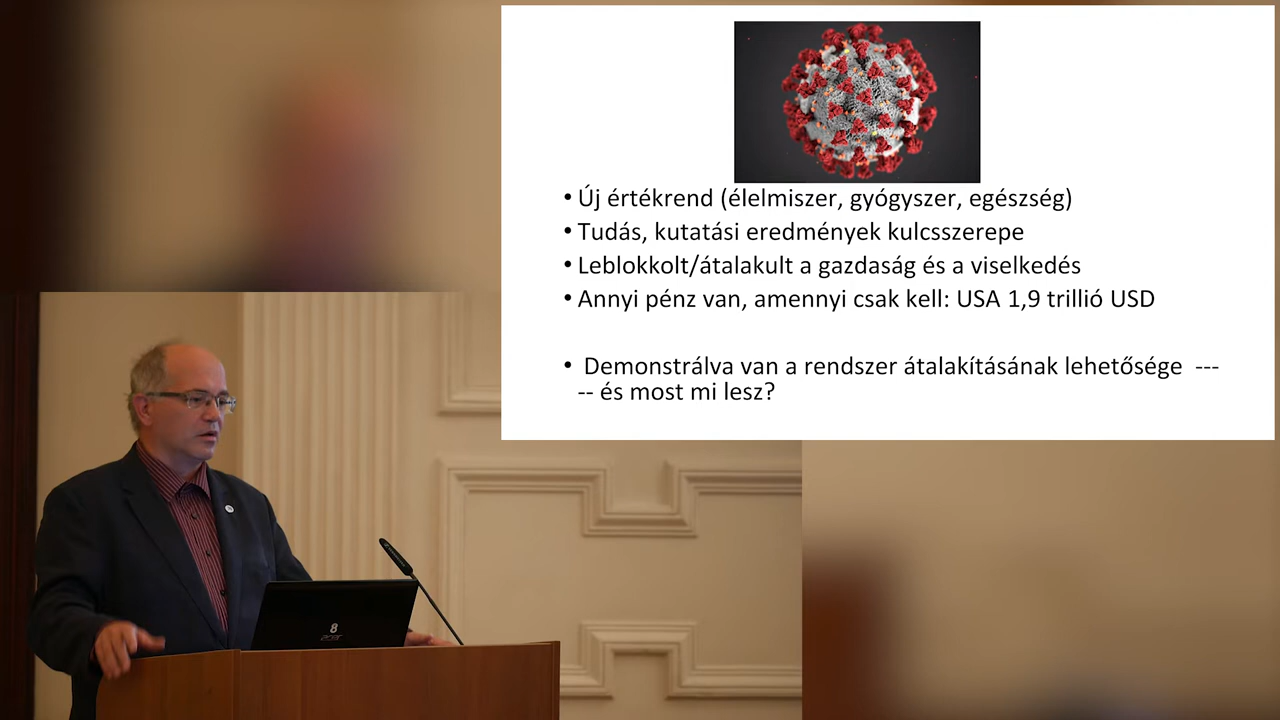 • Új értékrend (élelmiszer, gyógyszer, egészség)
• Tudás, kutatási eredmények kulcsszerepe
• Leblokkolt/átalakult a gazdaság és a viselkedés
• Annyi pénz van, amennyi csak kell: USA 1,9 trillió USD
• Demonstrálva van a rendszer átalakításának lehetősége ---
-- és most mi lesz?
8
acer